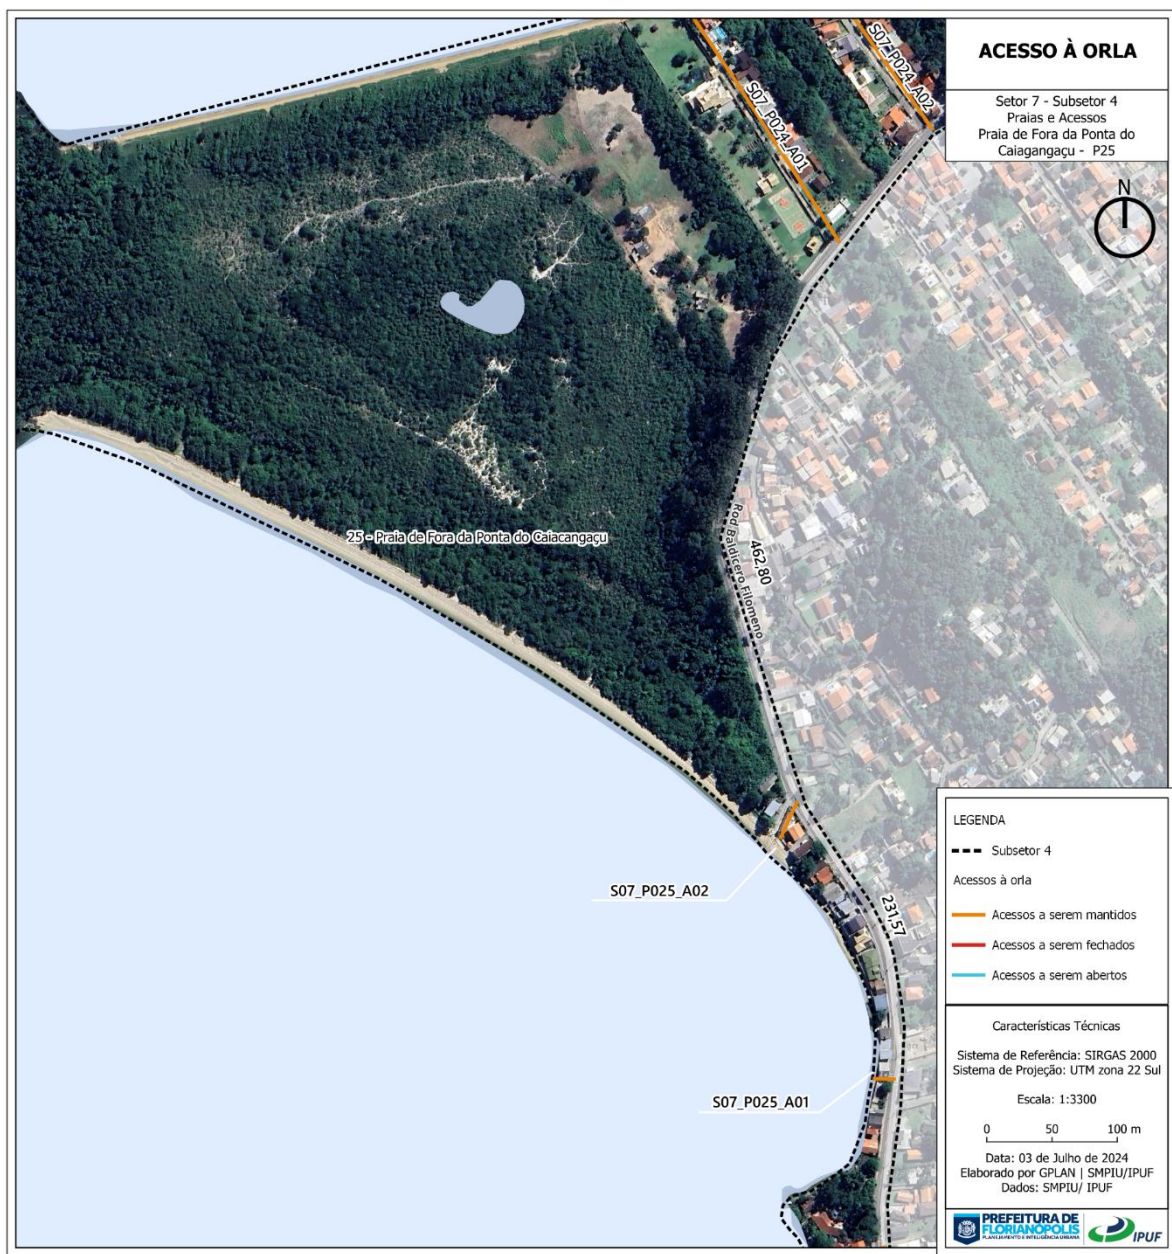 ACESSO À ORLA
Setor 7 - Subsetor 4
Praias e Acessos
Praia de Fora da Ponta do
Caiagangaçu - P25
N
S07_P024_A02
S07_P024_A01
Rod Baldicero Filomeno
462,80
25 - Praia de Fora da Ponta do Caiacangaçu
S07_P025_A02
231,57
S07_P025_A01
LEGENDA
Subsetor 4
Acessos à orla
Acessos a serem mantidos
Acessos a serem fechados
Acessos a serem abertos
Características Técnicas
Sistema de Referência: SIRGAS 2000
Sistema de Projeção: UTM zona 22 Sul
Escala: 1:3300
0 50 100 m
Data: 03 de Julho de 2024
Elaborado por GPLAN | SMPIU/IPUF
Dados: SMPIU/ IPUF
PREFEITURA DE
FLORIANÓPOLIS
PLANEJAMENTO E INTELIGÊNCIA URBANA
IPUF